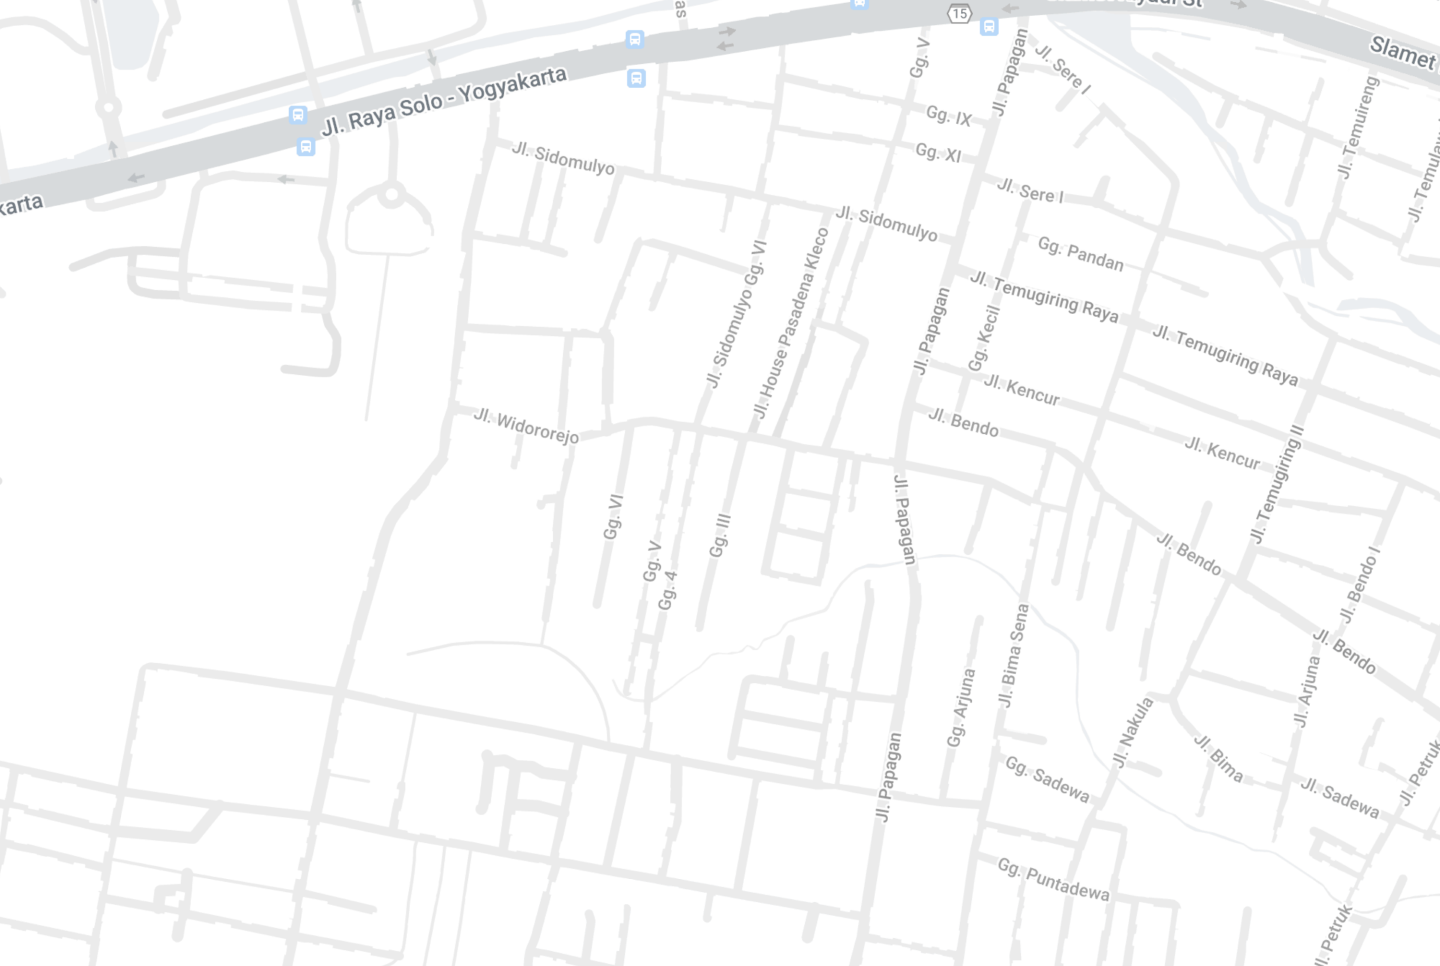 as
15
Slamet
Jl. Raya Solo - Yogyakarta
karta
Gg. V
Jl. Papagan
Jl. Sere I
Gg. IX
Gg. XI
Jl. Temuireng
Jl. Sidomulyo
Jl. Sere I
Jl. Sidomulyo
Gg. Pandan
Jl. Sidomulyo Gg. VI
Jl. House Pasadena Kleco
Jl. Temugiring Raya
Jl. Papagan
Gg. Kecil
Jl. Temugiring Raya
Jl. Kencur
Jl. Widororejo
Jl. Bendo
Jl. Kencur
Jl. Temugiring II
Gg. VI
Gg. V
Gg. 4
Gg. III
Jl. Papagan
Jl. Bendo
Jl. Bendo I
Jl. Bima Sena
Gg. Arjuna
Jl. Arjuna
Jl. Bendo
Jl. Nakula
Jl. Bima
Jl. Papagan
Gg. Sadewa
Jl. Sadewa
Jl. Petruk
Gg. Puntadewa
Jl. Petruk